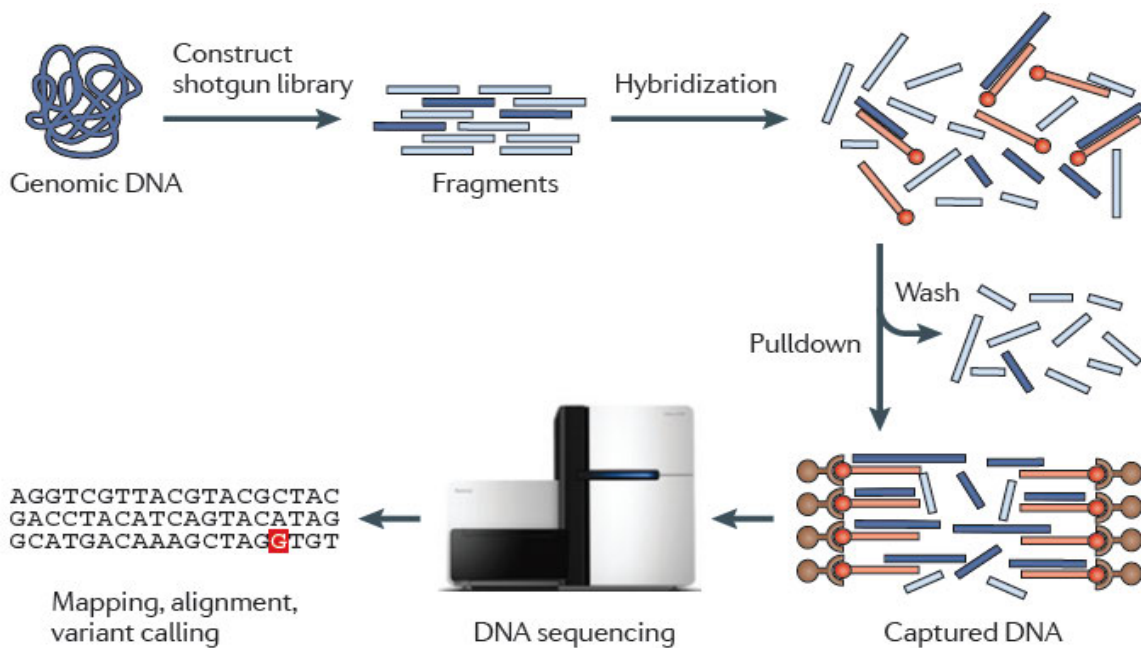 Construct
shotgun library
Hybridization
Genomic DNA
Fragments
Wash
Pulldown
AGGTCGTTACGTACGCTAC
GACCTACATCAGTACATAG
GCATGACAAAGCTAGGTGT
Mapping, alignment,
variant calling
DNA sequencing
Captured DNA